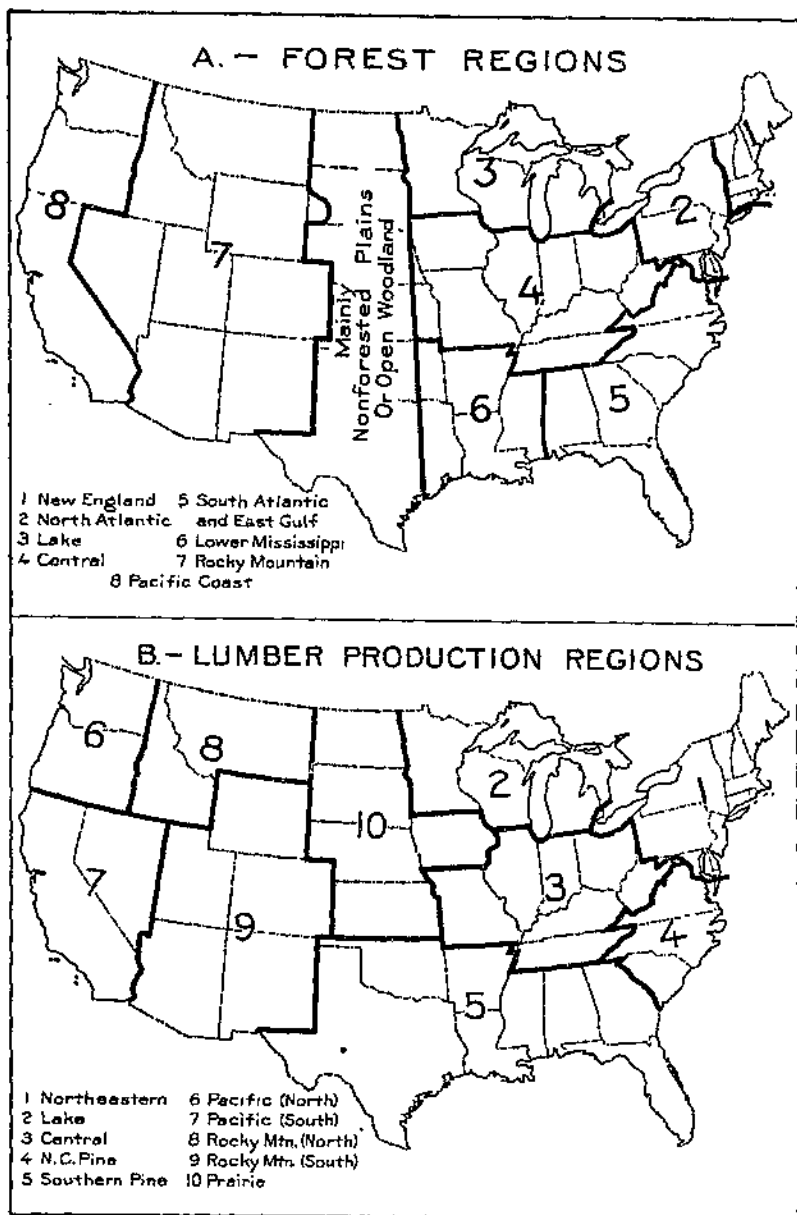 A. – FOREST REGIONS
3
2
8
7
Mainly
Nonforested Plains
Or Open Woodland
4
6
5
1 New England 5 South Atlantic
2 North Atlantic and East Gulf
3 Lake 6 Lower Mississippi
4 Central 7 Rocky Mountain
8 Pacific Coast
B. – LUMBER PRODUCTION REGIONS
6
8
2
1
10
7
3
9
4
5
1 Northeastern 6 Pacific (North)
2 Lake 7 Pacific (South)
3 Central 8 Rocky Mtn. (North)
4 N.C. Pine 9 Rocky Mtn. (South)
5 Southern Pine 10 Prairie